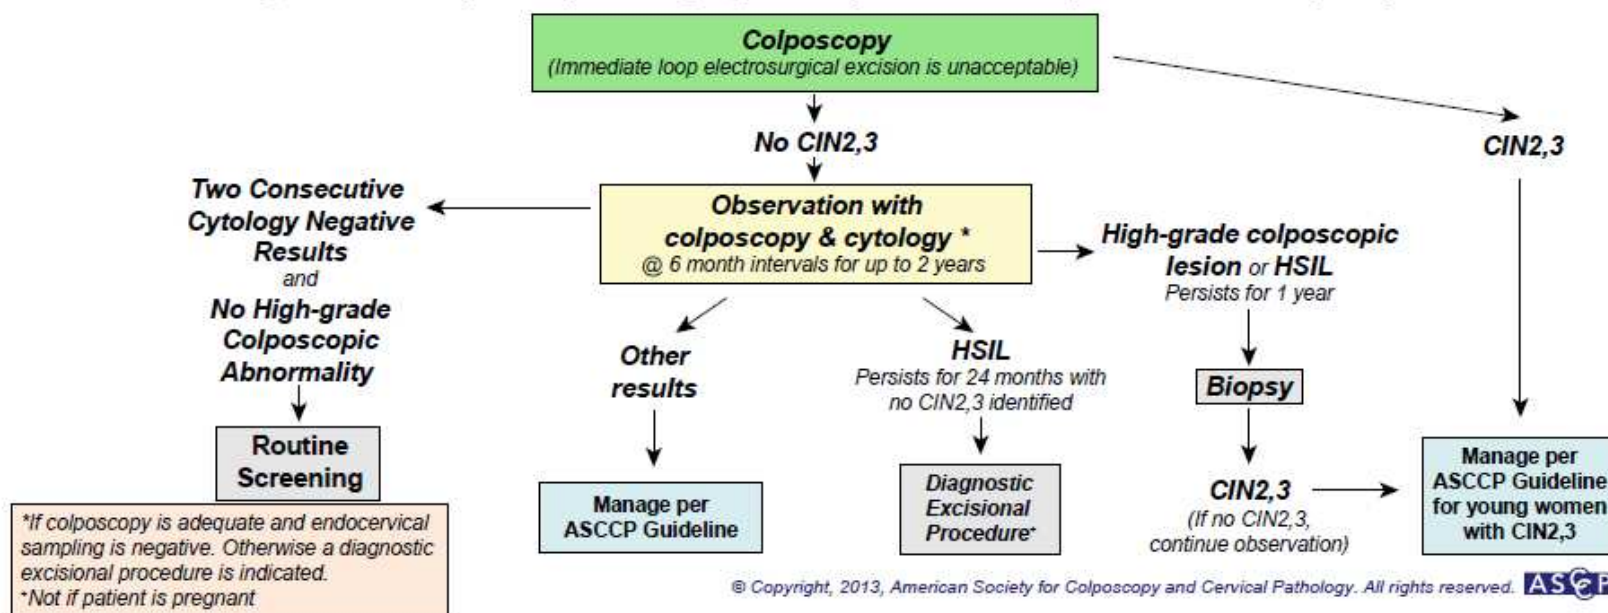 Colposcopy
(Immediate loop electrosurgical excision is unacceptable)
No CIN2,3
CIN2,3
Two Consecutive
Cytology Negative
Results
and
No High-grade
Colposcopic
Abnormality
Observation with
colposcopy & cytology *
@ 6 month intervals for up to 2 years
High-grade colposcopic
lesion or HSIL
Persists for 1 year
Other
results
HSIL
Persists for 24 months with
no CIN2,3 identified
Biopsy
Routine
Screening
Manage per
ASCCP Guideline
Diagnostic
Excisional
Procedure⁺
CIN2,3
(If no CIN2,3,
continue observation)
Manage per
ASCCP Guideline
for young women
with CIN2,3
*If colposcopy is adequate and endocervical
sampling is negative. Otherwise a diagnostic
excisional procedure is indicated.
⁺Not if patient is pregnant
© Copyright, 2013, American Society for Colposcopy and Cervical Pathology. All rights reserved.
ASCCP